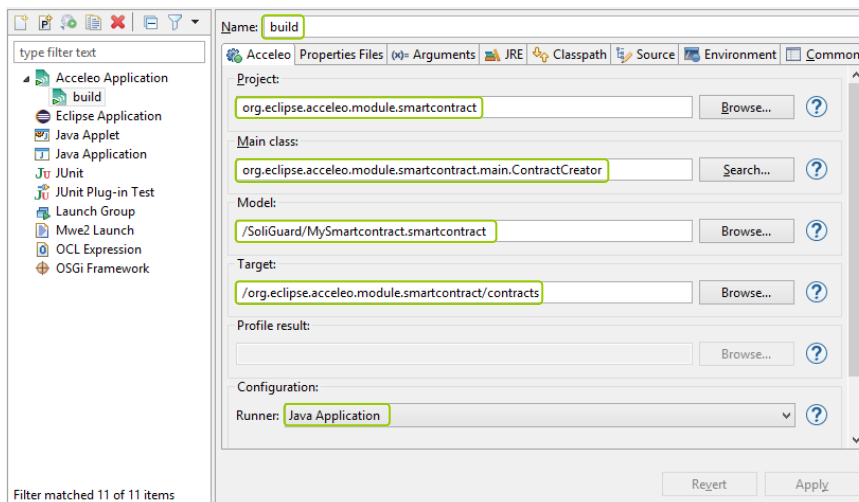 Name: build
type filter text
Acceleo Application
build
Eclipse Application
Java Applet
Java Application
JUnit
JUnit Plug-in Test
Launch Group
Mwe2 Launch
OCL Expression
OSGi Framework
Filter matched 11 of 11 items
Acceleo Properties Files (x)= Arguments JRE Classpath Source Environment Common
Project:
org.eclipse.acceleo.module.smartcontract Browse...
Main class:
org.eclipse.acceleo.module.smartcontract.main.ContractCreator Search...
Model:
/SoliGuard/MySmartcontract.smartcontract Browse...
Target:
/org.eclipse.acceleo.module.smartcontract/contracts Browse...
Profile result:
Browse...
Configuration:
Runner: Java Application
Revert Apply